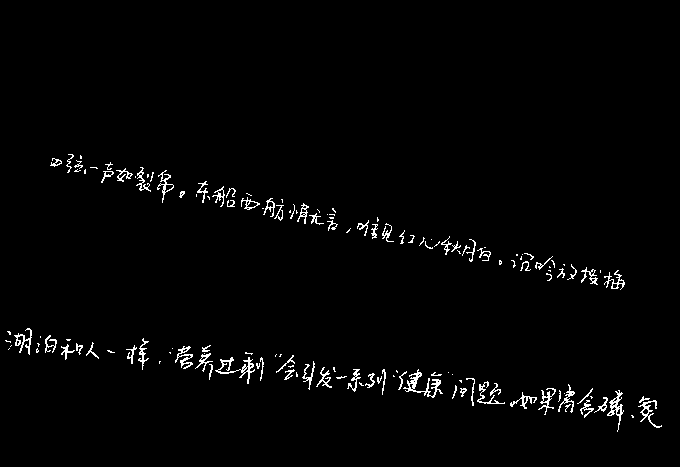 四弦一声如裂帛。东船西舫悄无言，唯见江心秋月白。沉吟放拨插
湖泊和人一样，“营养过剩”会引发一系列“健康”问题。如果富含磷、氮